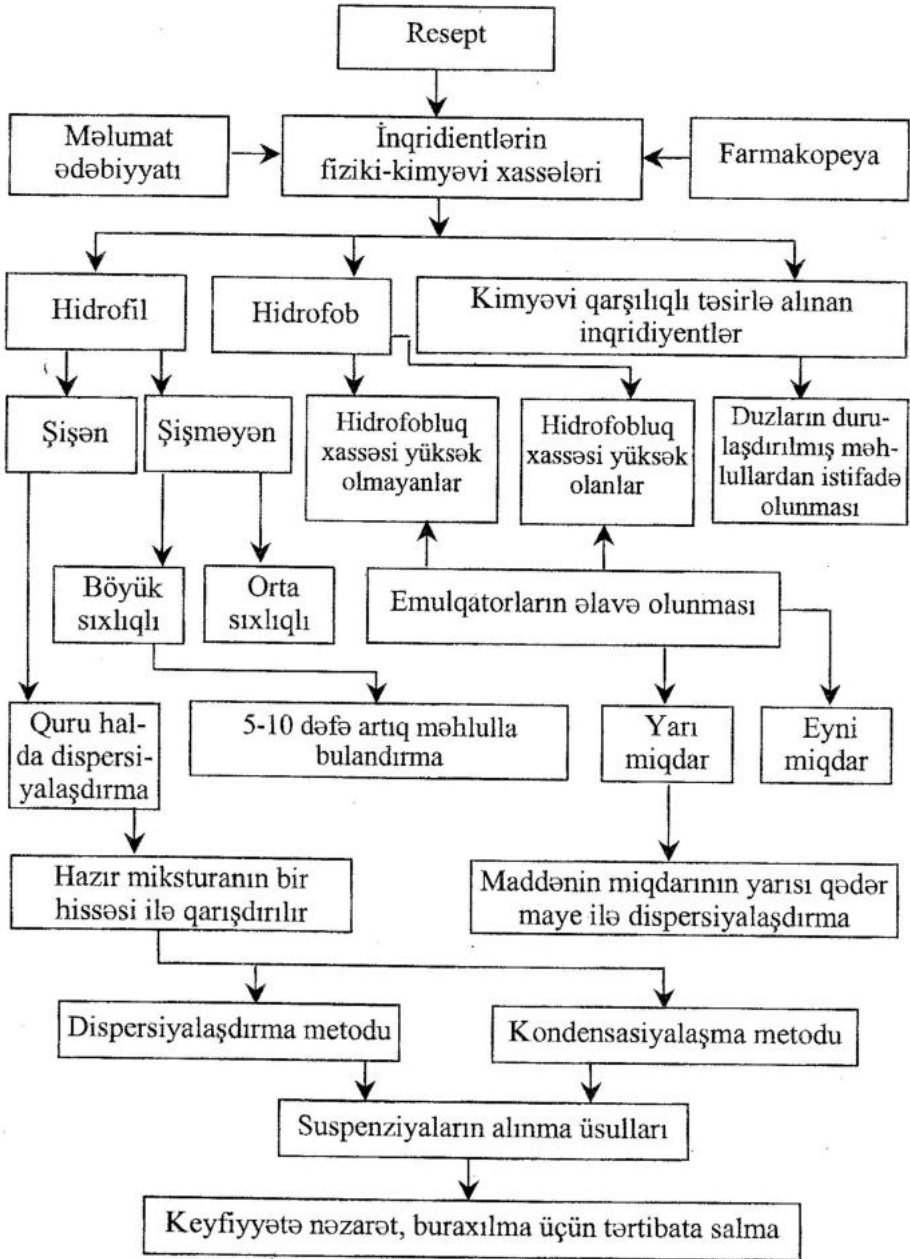 Resept
Məlumat
ədəbiyyatı
İnqridientlərin
fiziki-kimyəvi xassələri
Farmakopeya
Hidrofil
Hidrofob
Kimyəvi qarşılıqlı təsirlə alınan
inqridiyentlər
Şişən
Şişməyən
Hidrofobluq
xassəsi yüksək
olmayanlar
Hidrofobluq
xassəsi yüksək
olanlar
Duzların duru-
laşdırılmış məh-
lullardan istifadə
olunması
Böyük
sıxlıqlı
Orta
sıxlıqlı
Emulqatorların əlavə olunması
Quru hal-
da dispersi-
yalaşdırma
5-10 dəfə artıq məhlulla
bulandırma
Yarı
miqdar
Eyni
miqdar
Hazır miksturanın bir
hissəsi ilə qarışdırılır
Maddənin miqdarının yarısı qədər
maye ilə dispersiyalaşdırma
Dispersiyalaşdırma metodu
Kondensasiyalaşma metodu
Suspenziyaların alınma üsulları
Keyfiyyətə nəzarət, buraxılma üçün tərtibata salma